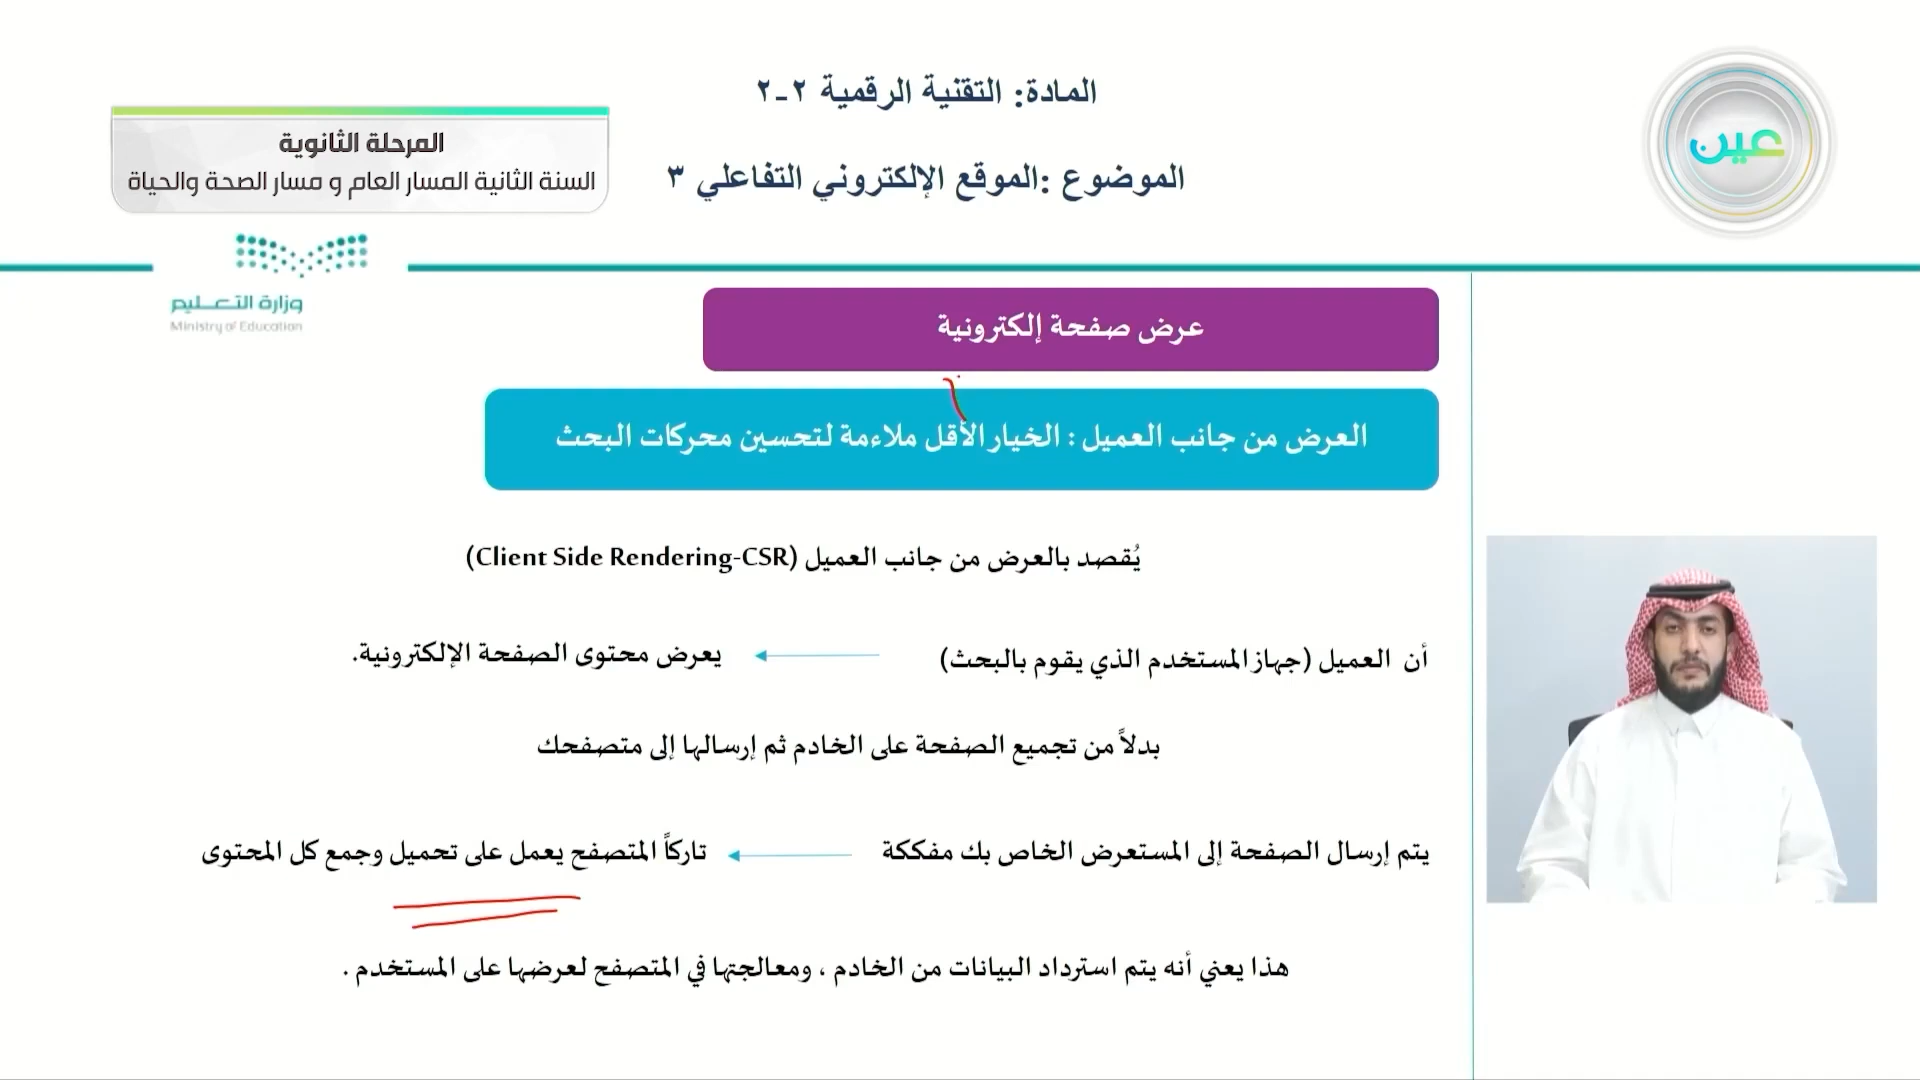 المادة: التقنية الرقمية ٢-٢
الموضوع :الموقع الإلكتروني التفاعلي ٣
المرحلة الثانوية
السنة الثانية المسار العام و مسار الصحة والحياة
عين
وزارة التعليم
Ministry of Education
عرض صفحة إلكترونية
العرض من جانب العميل : الخيار الأقل ملاءمة لتحسين محركات البحث
يُقصد بالعرض من جانب العميل (Client Side Rendering-CSR)
أن العميل (جهاز المستخدم الذي يقوم بالبحث) يعرض محتوى الصفحة الإلكترونية.
بدلاً من تجميع الصفحة على الخادم ثم إرسالها إلى متصفحك
يتم إرسال الصفحة إلى المستعرض الخاص بك مفككة تاركاً المتصفح يعمل على تحميل وجمع كل المحتوى
هذا يعني أنه يتم استرداد البيانات من الخادم ، ومعالجتها في المتصفح لعرضها على المستخدم .